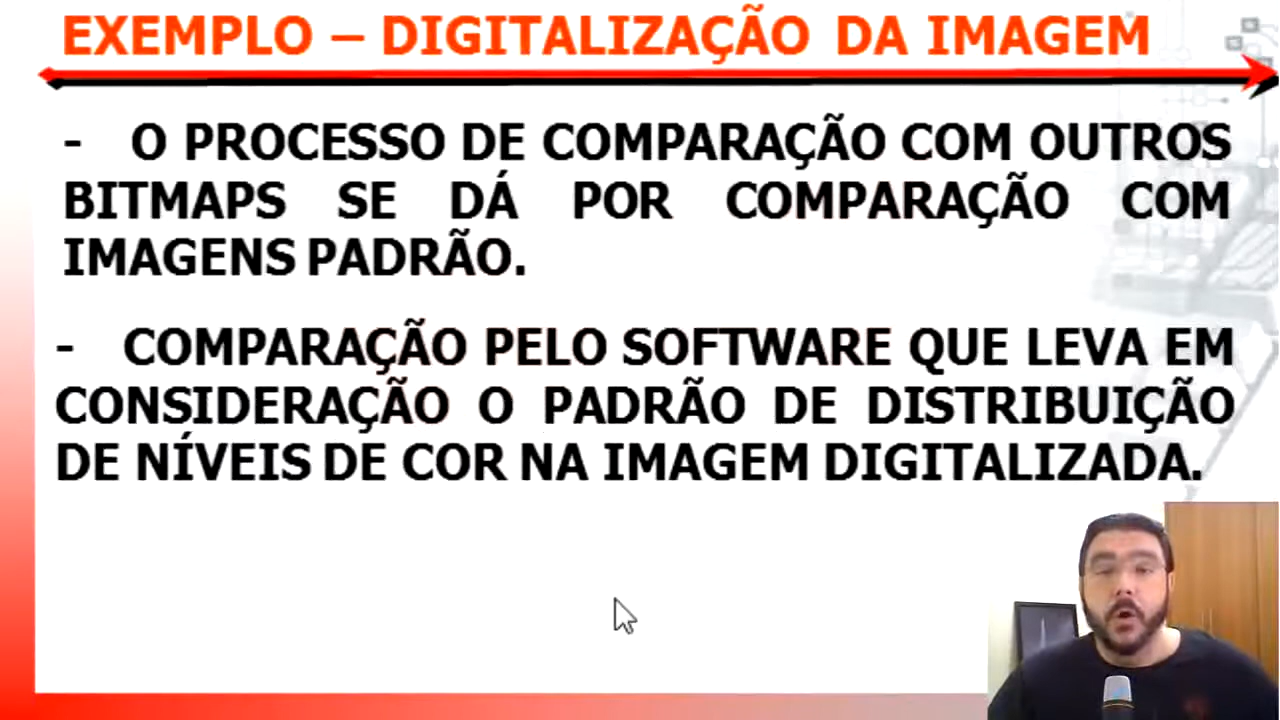 EXEMPLO – DIGITALIZAÇÃO DA IMAGEM
- O PROCESSO DE COMPARAÇÃO COM OUTROS
BITMAPS SE DÁ POR COMPARAÇÃO COM
IMAGENS PADRÃO.
- COMPARAÇÃO PELO SOFTWARE QUE LEVA EM
CONSIDERAÇÃO O PADRÃO DE DISTRIBUIÇÃO
DE NÍVEIS DE COR NA IMAGEM DIGITALIZADA.